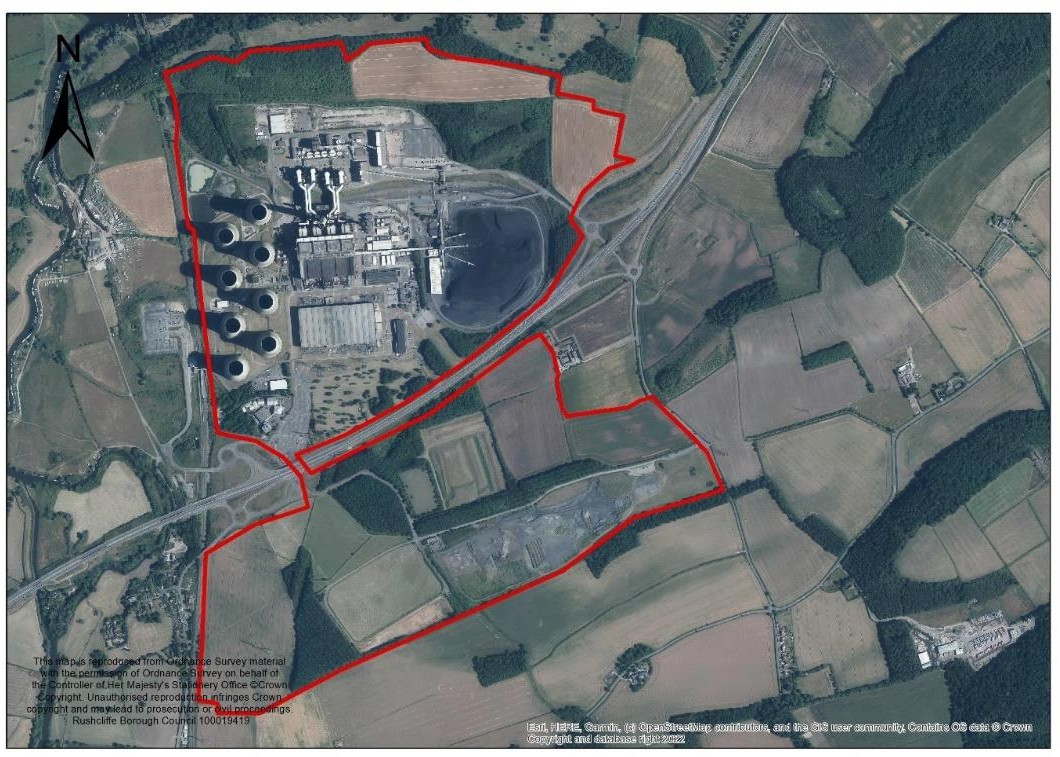 N
This map is reproduced from Ordnance Survey material
with the permission of Ordnance Survey on behalf of
the Controller of Her Majesty's Stationery Office ©Crown
Copyright. Unauthorised reproduction infringes Crown
copyright and may lead to prosecution or civil proceedings.
Rushcliffe Borough Council 100019419
Esri, HERE, Garmin, (c) OpenStreetMap contributors, and the GIS user community, Contains OS data © Crown
Copyright and database right 2022